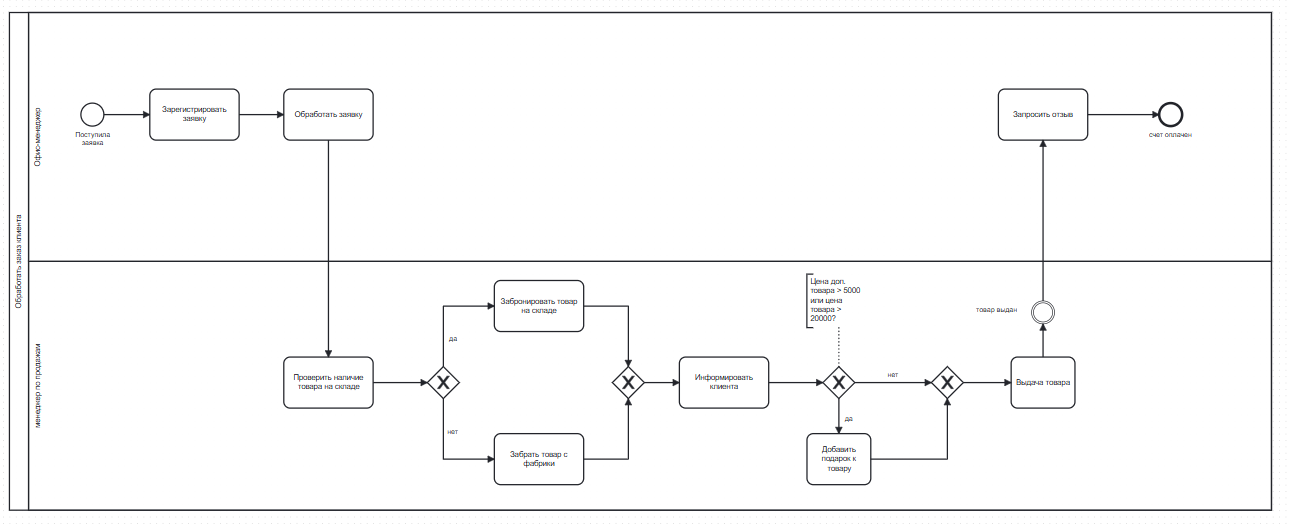 Обработать заказ клиента
Офис-менеджер
Поступила
заявка
Зарегистрировать
заявку
Обработать заявку
Запросить отзыв
счет оплачен
менеджер по продажам
Проверить наличие
товара на складе
да
нет
Забронировать товар
на складе
Забрать товар с
фабрики
Информировать
клиента
Цена доп.
товара > 5000
или цена
товара >
20000?
нет
да
Добавить
подарок к
товару
Выдача товара
товар выдан